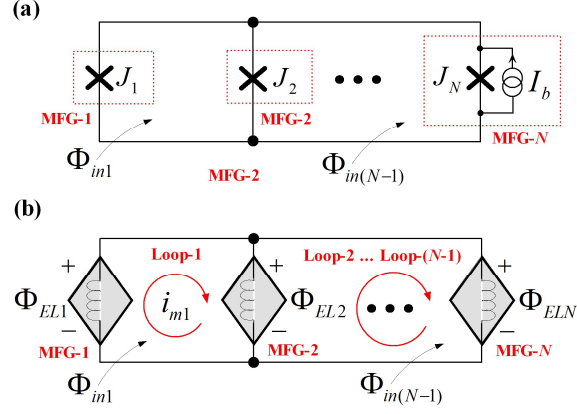 (a)
J1
J2
JN
Ib
MFG-1
MFG-2
MFG-N
Φin1
Φin(N−1)
MFG-2
(b)
Loop-1
Loop-2 ... Loop-(N-1)
+
+
+
ΦEL1
im1
ΦEL2
ΦELN
−
−
−
MFG-1
MFG-2
MFG-N
Φin1
Φin(N−1)